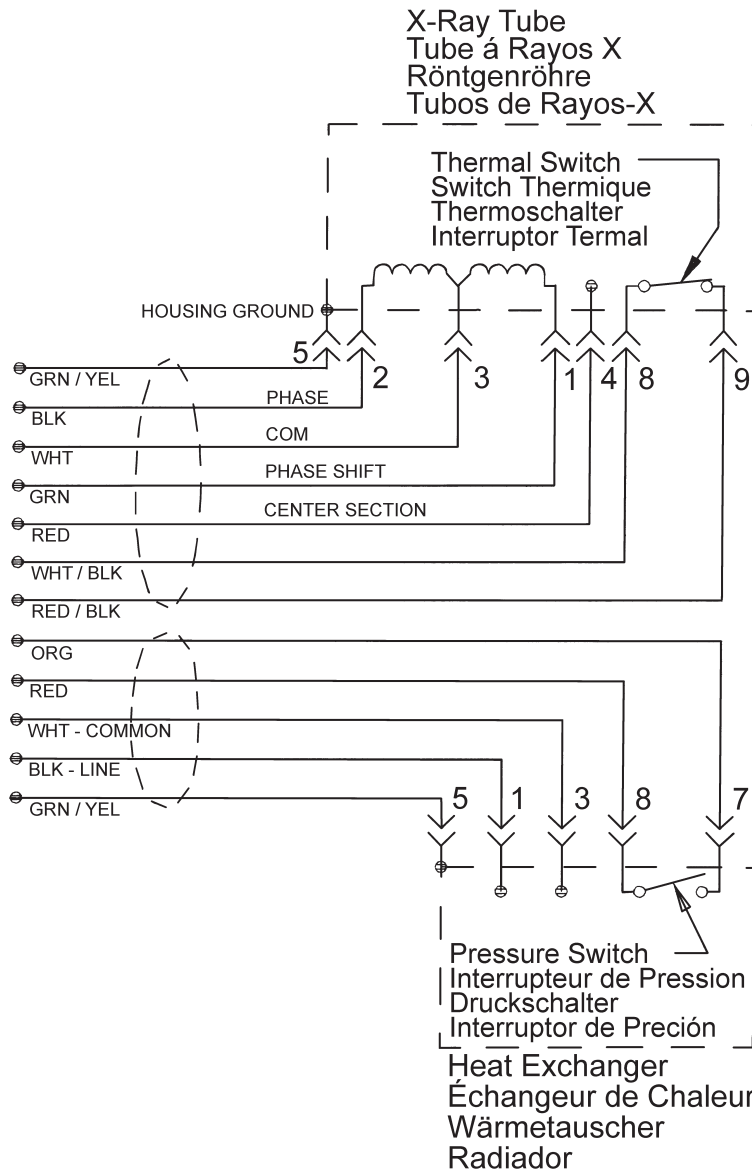 X-Ray Tube
Tube á Rayos X
Röntgenröhre
Tubos de Rayos-X
Thermal Switch
Switch Thermique
Thermoschalter
Interruptor Termal
HOUSING GROUND
5 2 3 1 4 8 9
GRN / YEL
PHASE
BLK
COM
WHT
PHASE SHIFT
GRN
CENTER SECTION
RED
WHT / BLK
RED / BLK
ORG
RED
WHT - COMMON
BLK - LINE
GRN / YEL
5 1 3 8 7
Pressure Switch
Interrupteur de Pression
Druckschalter
Interruptor de Preción
Heat Exchanger
Échangeur de Chaleur
Wärmetauscher
Radiador